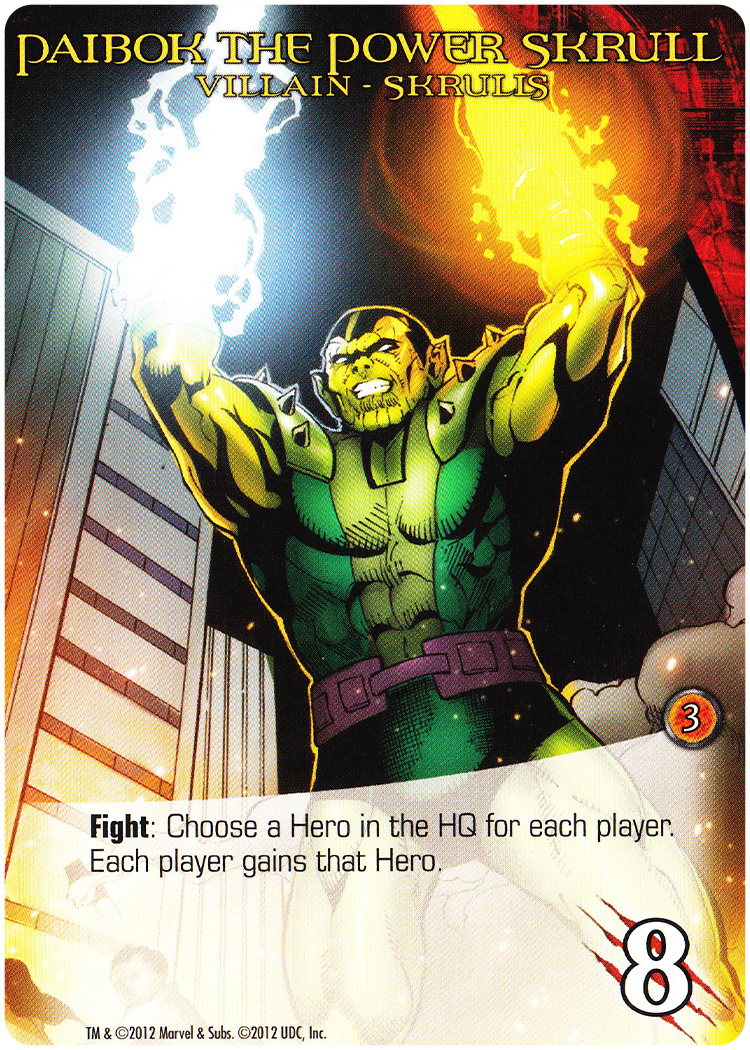 PAIBOK THE POWER SKRULL
VILLAIN - SKRULLS
3
Fight: Choose a Hero in the HQ for each player.
Each player gains that Hero.
8
TM & ©2012 Marvel & Subs. ©2012 UDC, Inc.